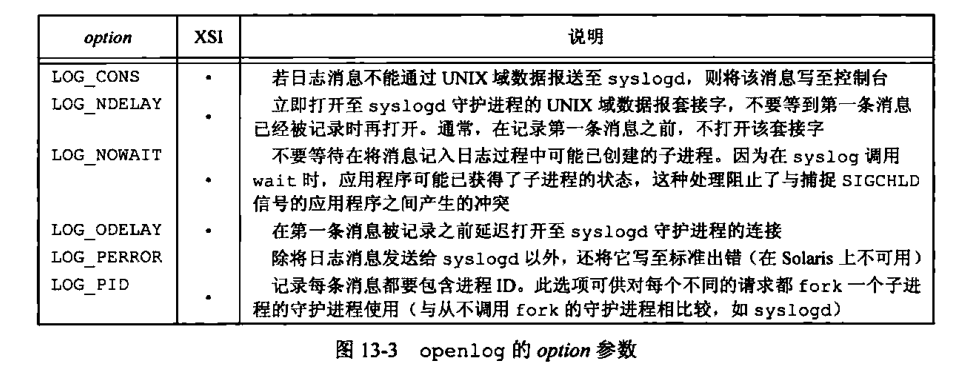 option XSI 说明
LOG_CONS • 若日志消息不能通过 UNIX 域数据报送至 syslogd，则将该消息写至控制台
LOG_NDELAY • 立即打开至 syslogd 守护进程的 UNIX 域数据报套接字，不要等到第一条消息
已经被记录时再打开。通常，在记录第一条消息之前，不打开该套接字
LOG_NOWAIT 不要等待在将消息记入日志过程中可能已创建的子进程。因为在 syslog 调用
• wait 时，应用程序可能已获得了子进程的状态，这种处理阻止了与捕捉 SIGCHLD
信号的应用程序之间产生的冲突
LOG_ODELAY • 在第一条消息被记录之前延迟打开至 syslogd 守护进程的连接
LOG_PERROR 除将日志消息发送给 syslogd 以外，还将它写至标准出错（在 Solaris 上不可用）
LOG_PID • 记录每条消息都要包含进程 ID。此选项可供对每个不同的请求都 fork 一个子进
程的守护进程使用（与从不调用 fork 的守护进程相比较，如 syslogd）
图 13-3 openlog 的 option 参数